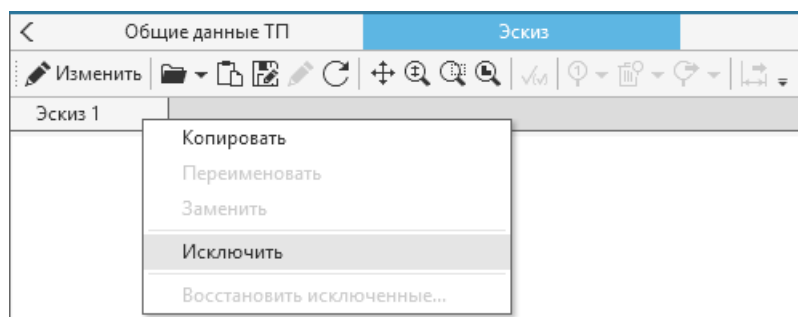 Общие данные ТП
Эскиз
Изменить
Эскиз 1
Копировать
Переименовать
Заменить
Исключить
Восстановить исключенные...